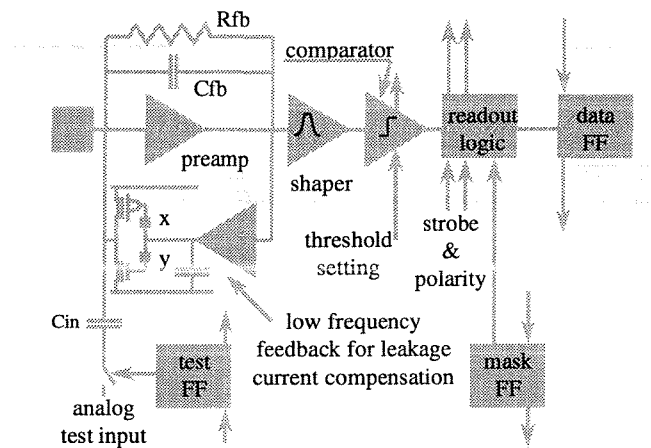 Rfb
comparator
Cfb
readout
logic
data
FF
preamp
shaper
x
y
threshold
setting
strobe
&
polarity
Cin
low frequency
feedback for leakage
current compensation
test
FF
mask
FF
analog
test input